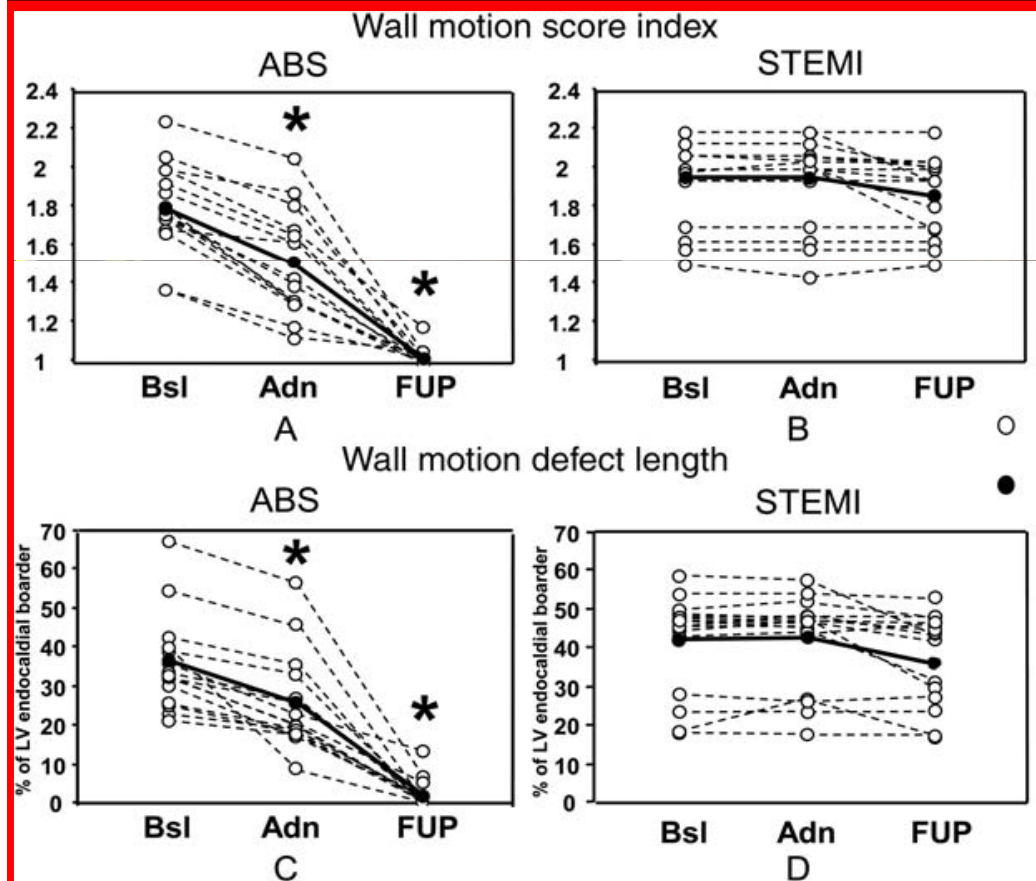 Wall motion score index
ABS
STEMI
2.4
2.2
2
1.8
1.6
1.4
1.2
1
*
*
Bsl
Adn
FUP
A
2.4
2.2
2
1.8
1.6
1.4
1.2
1
Bsl
Adn
FUP
B
Wall motion defect length
ABS
STEMI
% of LV endocaldial boarder
70
60
50
40
30
20
10
0
*
*
Bsl
Adn
FUP
C
% of LV endocaldial boarder
70
60
50
40
30
20
10
0
Bsl
Adn
FUP
D